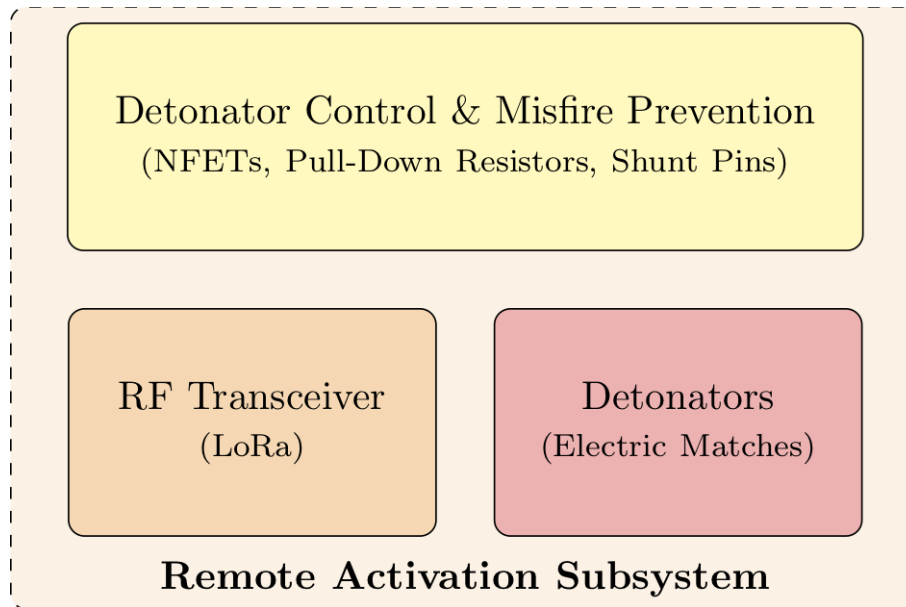 Detonator Control & Misfire Prevention
(NFETs, Pull-Down Resistors, Shunt Pins)
RF Transceiver
(LoRa)
Detonators
(Electric Matches)
Remote Activation Subsystem